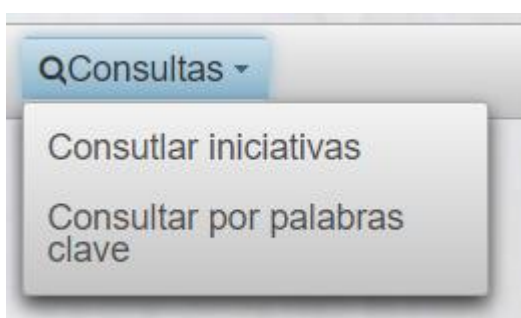 Consultas
Consutlar iniciativas
Consultar por palabras
clave